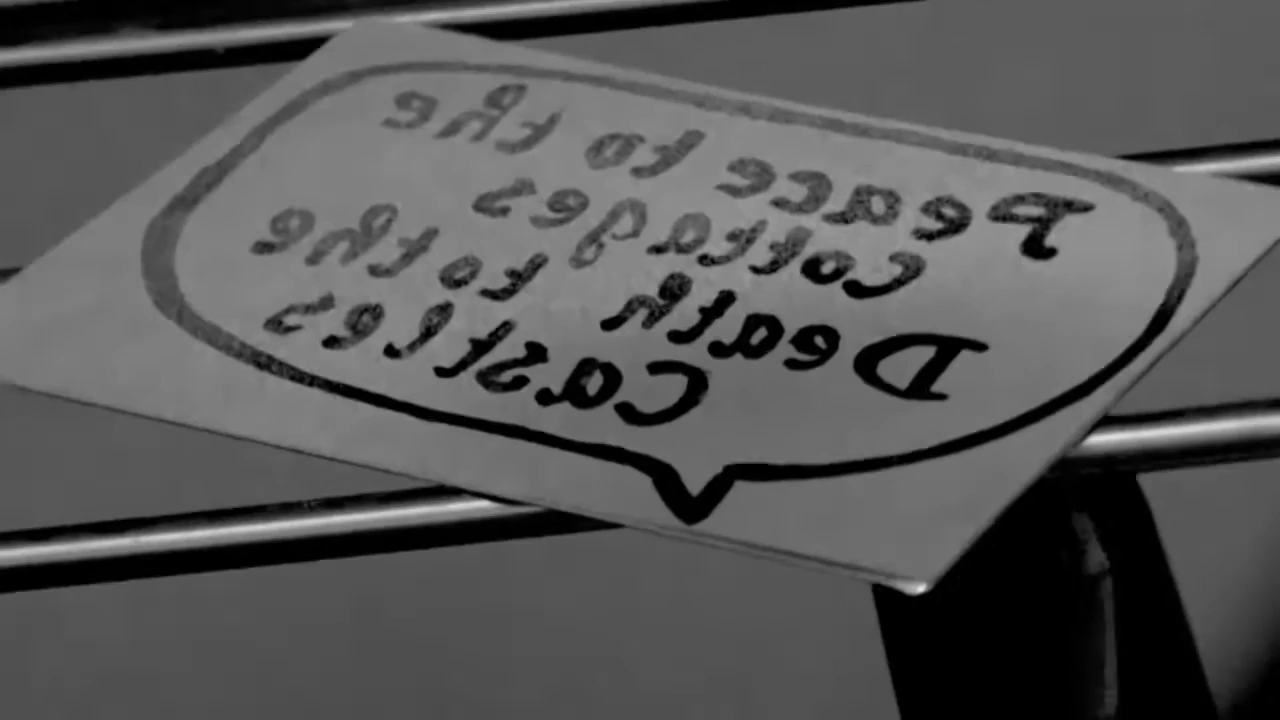 Peace to the
cottages
Death to the
Castles